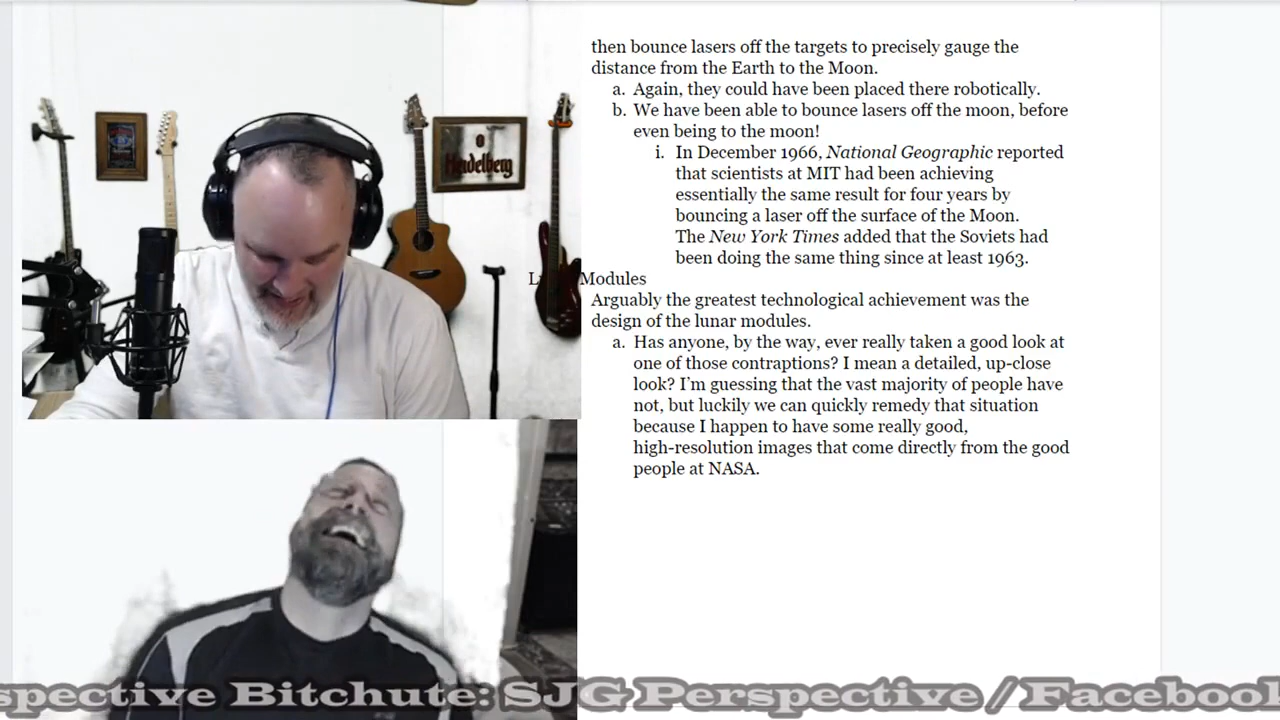 then bounce lasers off the targets to precisely gauge the
distance from the Earth to the Moon.
a. Again, they could have been placed there robotically.
b. We have been able to bounce lasers off the moon, before
even being to the moon!
i. In December 1966, National Geographic reported
that scientists at MIT had been achieving
essentially the same result for four years by
bouncing a laser off the surface of the Moon.
The New York Times added that the Soviets had
been doing the same thing since at least 1963.
Modules
Arguably the greatest technological achievement was the
design of the lunar modules.
a. Has anyone, by the way, ever really taken a good look at
one of those contraptions? I mean a detailed, up-close
look? I'm guessing that the vast majority of people have
not, but luckily we can quickly remedy that situation
because I happen to have some really good,
high-resolution images that come directly from the good
people at NASA.
Heidelberg
spective Bitchute: SJG Perspective / Facebook